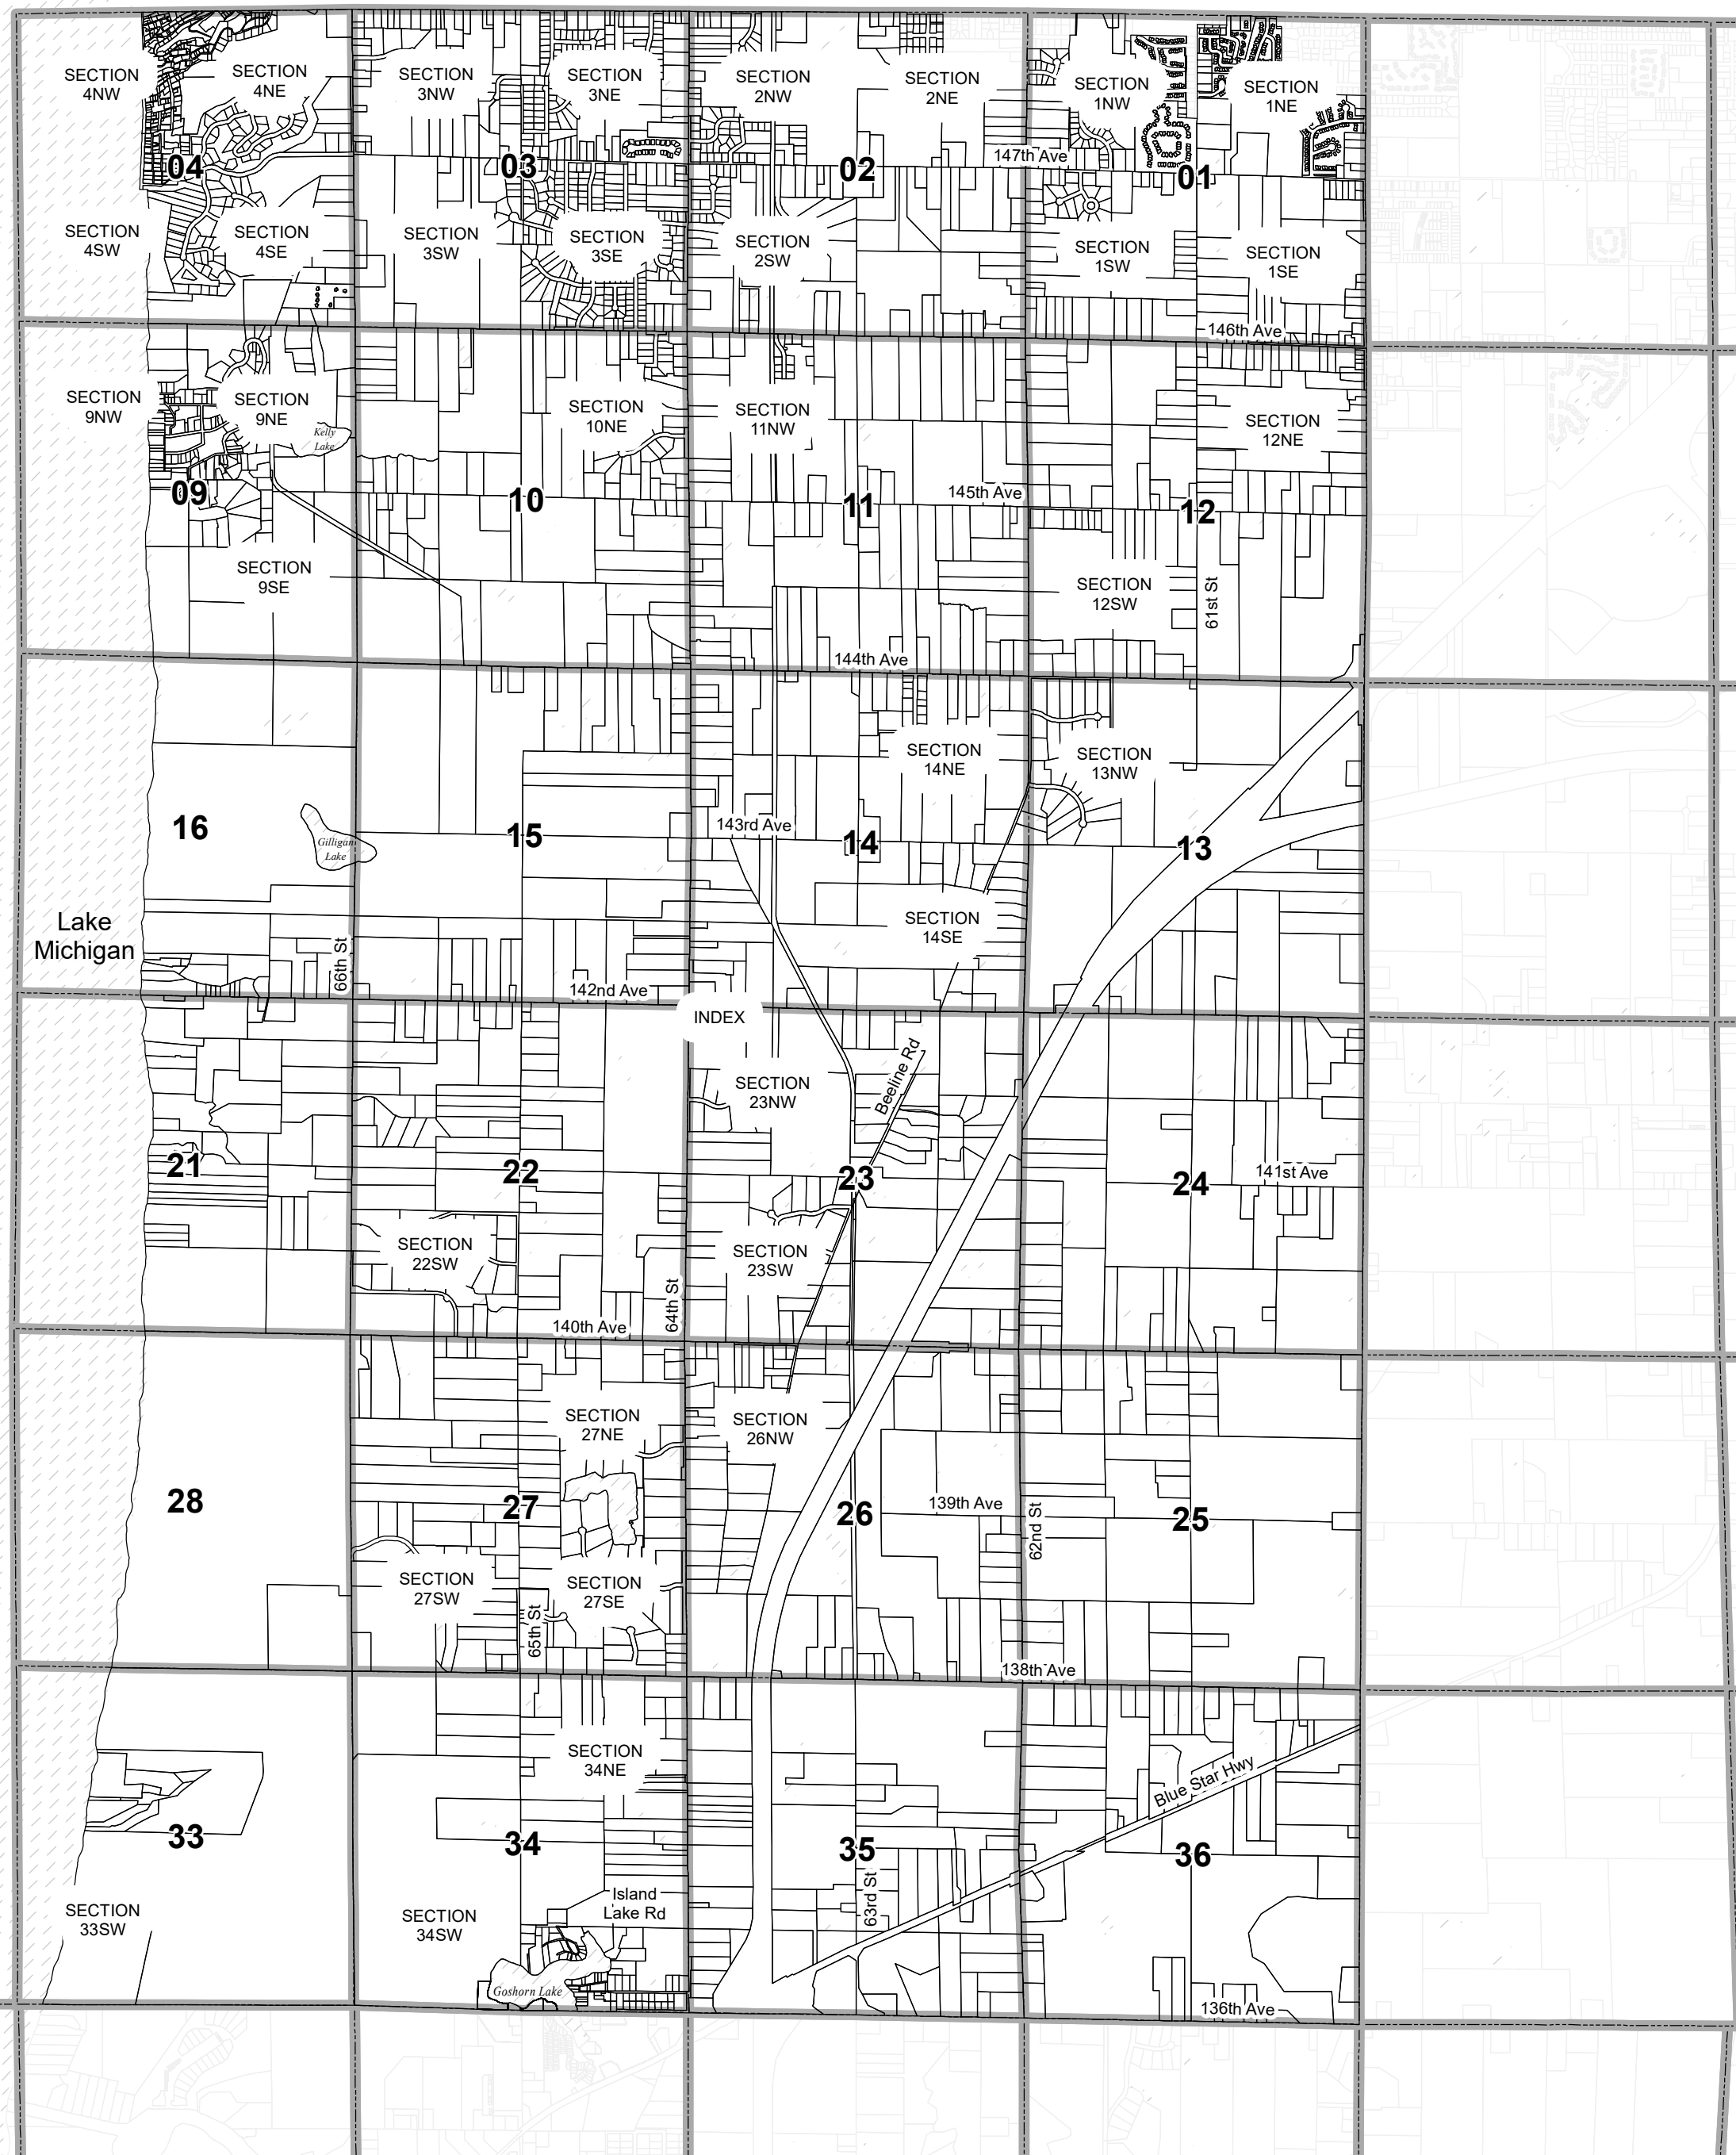 SECTION
4NW
SECTION
4NE
SECTION
3NW
SECTION
3NE
SECTION
2NW
SECTION
2NE
SECTION
1NW
SECTION
1NE
04
03
02
147th Ave
01
SECTION
4SW
SECTION
4SE
SECTION
3SW
SECTION
3SE
SECTION
2SW
SECTION
1SW
SECTION
1SE
146th Ave
SECTION
9NW
SECTION
9NE
Kelly
Lake
SECTION
10NE
SECTION
11NW
SECTION
12NE
09
10
11
145th Ave
12
SECTION
9SE
SECTION
12SW
61st St
144th Ave
SECTION
14NE
SECTION
13NW
16
Gilligan
Lake
15
143rd Ave
14
13
Lake
Michigan
66th St
SECTION
14SE
142nd Ave
INDEX
SECTION
23NW
Beeline Rd
21
22
23
24
141st Ave
SECTION
22SW
SECTION
23SW
64th St
140th Ave
SECTION
27NE
SECTION
26NW
28
27
26
139th Ave
62nd St
25
SECTION
27SW
65th St
SECTION
27SE
138th Ave
SECTION
34NE
Blue Star Hwy
33
34
35
36
SECTION
33SW
SECTION
34SW
Island
Lake Rd
63rd St
Goshorn Lake
136th Ave